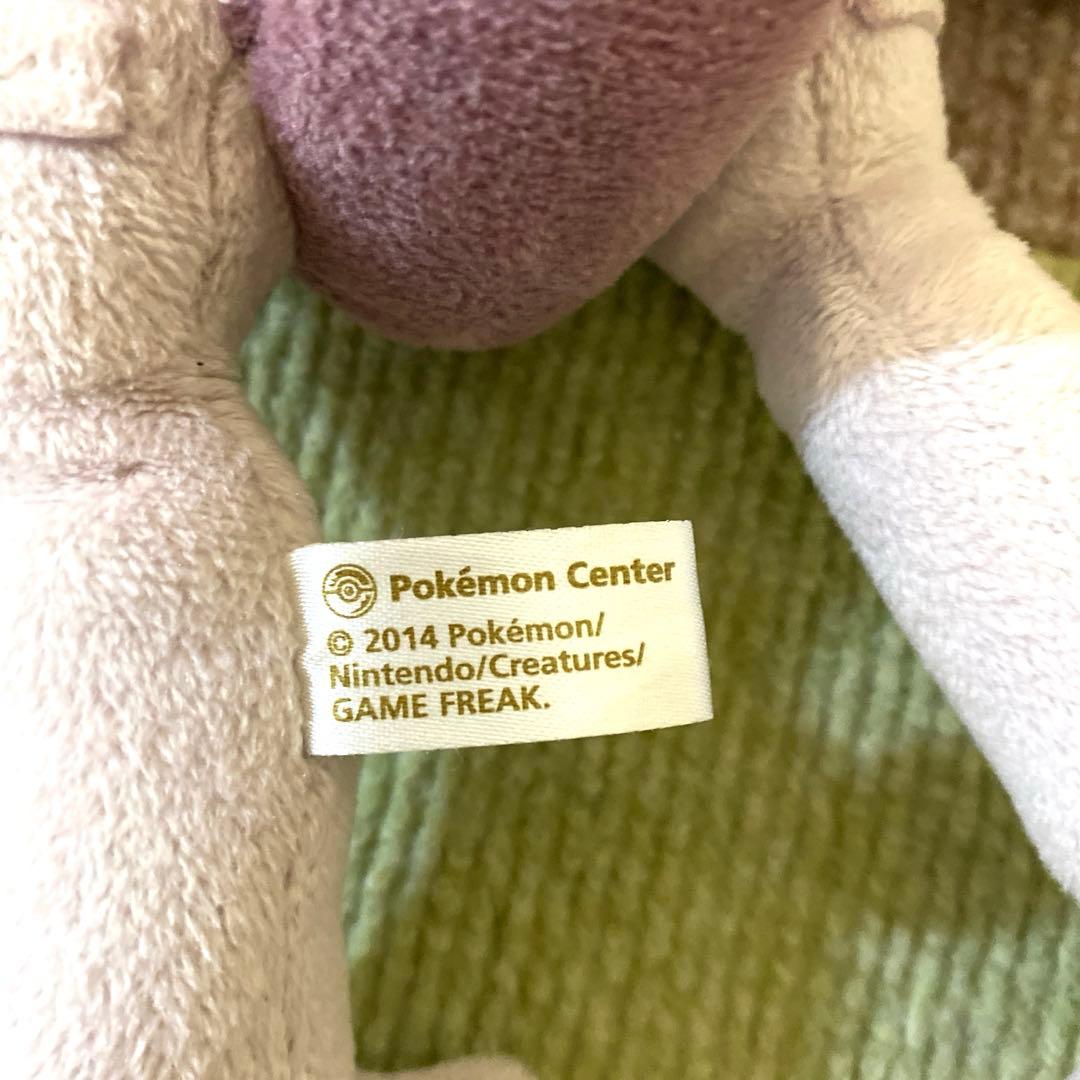 Pokémon Center
© 2014 Pokémon/
Nintendo/Creatures/
GAME FREAK.